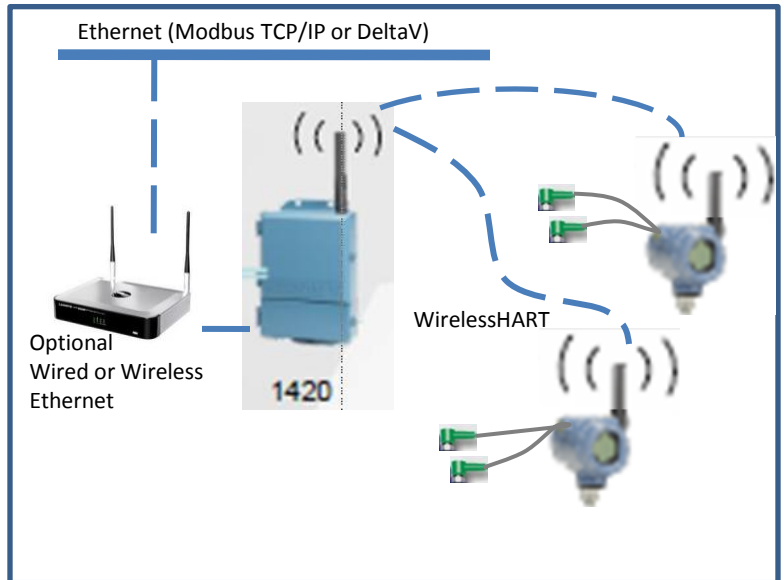 Ethernet (Modbus TCP/IP or DeltaV)
WirelessHART
Optional
Wired or Wireless
Ethernet
1420